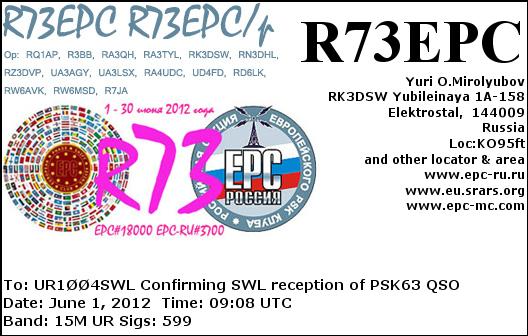 R73EPC R73EPC/p
Op: RQ1AP, R3BB, RA3QH, RA3TYL, RK3DSW, RN3DHL,
RZ3DVP, UA3AGY, UA3LSX, RA4UDC, UD4FD, RD6LK,
RW6AVK, RW6MSD, R7JA
R73EPC
Yuri O.Mirolyubov
RK3DSW Yubileinaya 1A-158
Elektrostal, 144009
Russia
Loc:KO95ft
and other locator & area
www.epc-ru.ru
www.eu.srars.org
www.epc-mc.com
1 - 30 июня 2012 года
R73
EPC
ЕВРОПЕЙСКОГО PSK КЛУБА
EPC
РОССИЯ
EPC#18000 EPC-RU#3700
To: UR1ØØ4SWL Confirming SWL reception of PSK63 QSO
Date: June 1, 2012 Time: 09:08 UTC
Band: 15M UR Sigs: 599